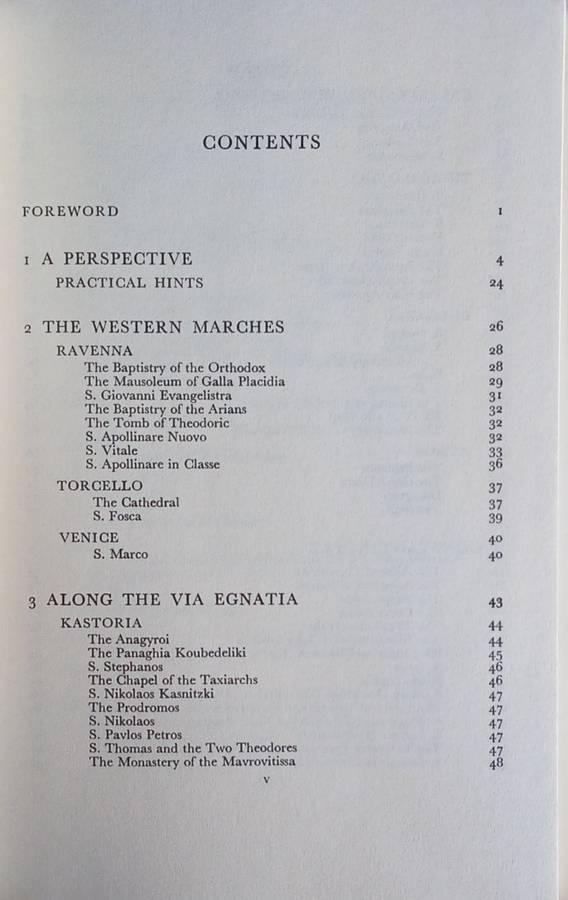 CONTENTS
FOREWORD 1
1 A PERSPECTIVE 4
PRACTICAL HINTS 24
2 THE WESTERN MARCHES 26
RAVENNA 28
The Baptistry of the Orthodox 28
The Mausoleum of Galla Placidia 29
S. Giovanni Evangelistra 31
The Baptistry of the Arians 32
The Tomb of Theodoric 32
S. Apollinare Nuovo 32
S. Vitale 33
S. Apollinare in Classe 36
TORCELLO 37
The Cathedral 37
S. Fosca 39
VENICE 40
S. Marco 40
3 ALONG THE VIA EGNATIA 43
KASTORIA 44
The Anagyroi 44
The Panaghia Koubedeliki 45
S. Stephanos 46
The Chapel of the Taxiarchs 46
S. Nikolaos Kasnitzki 47
The Prodromos 47
S. Nikolaos 47
S. Pavlos Petros 47
S. Thomas and the Two Theodores 47
The Monastery of the Mavrovitissa 48
v